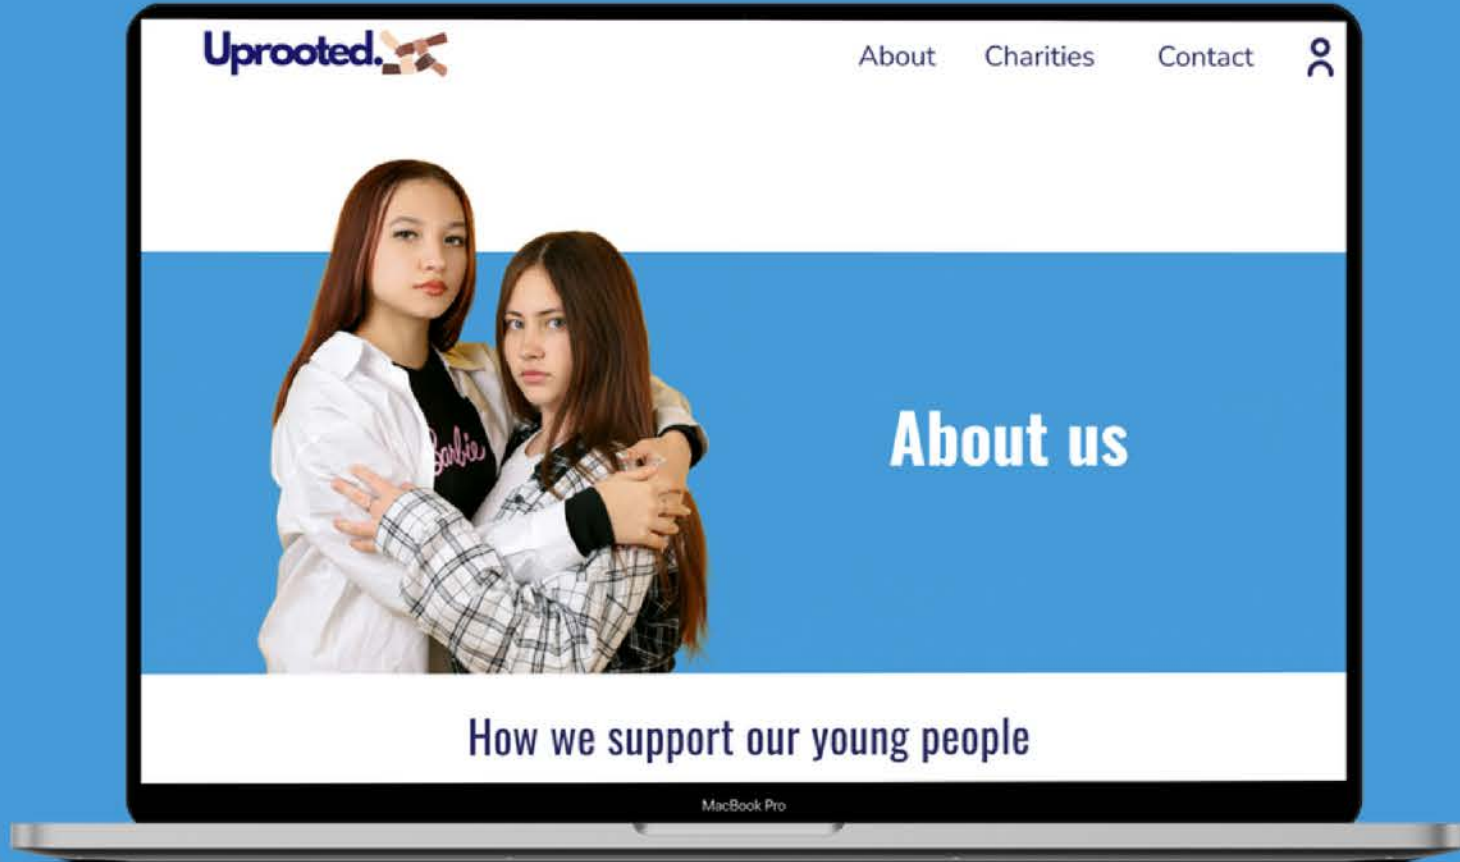 Uprooted.
About Charities Contact
About us
Barbie
How we support our young people
MacBook Pro